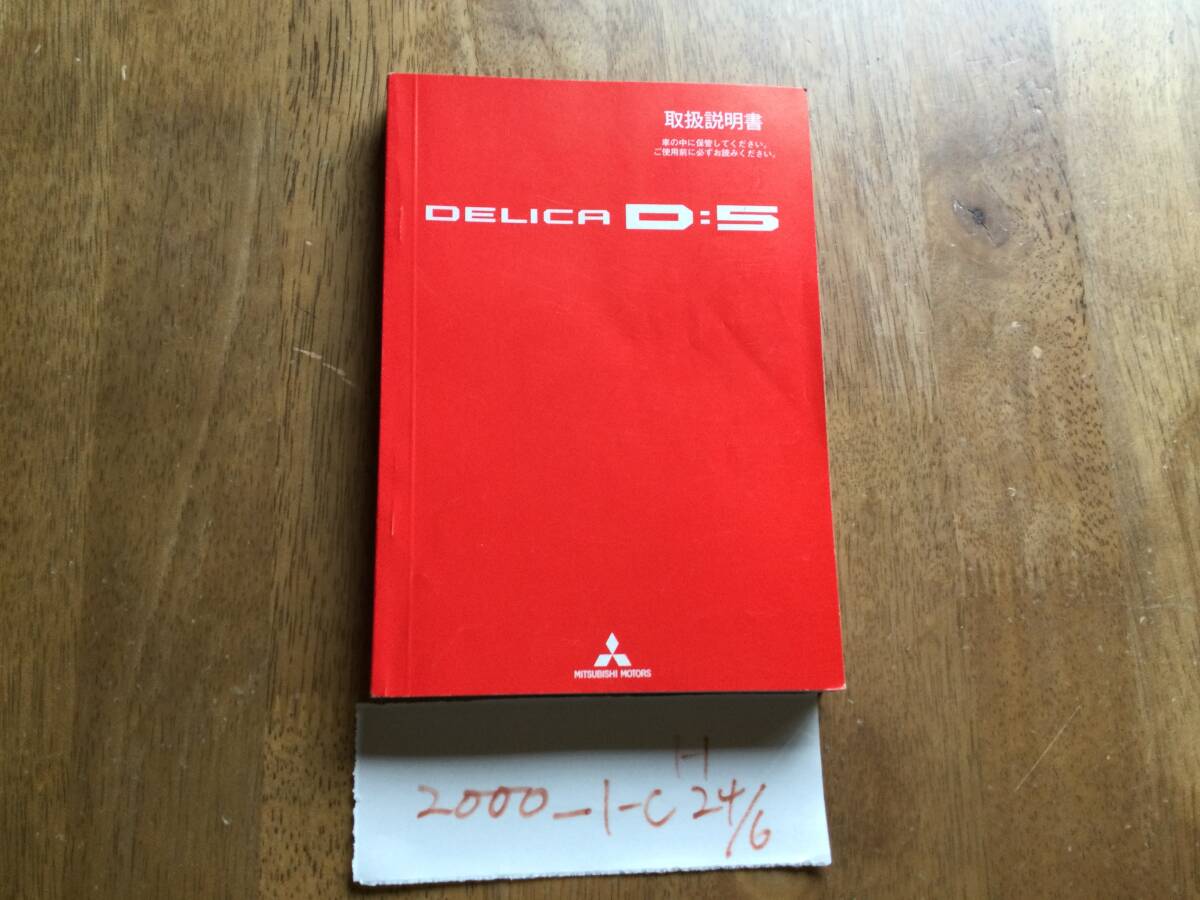 取扱説明書
車の中に保管してください。
ご使用前に必ずお読みください。
DELICA D:5
MITSUBISHI MOTORS
H
2000-1-C 24/6